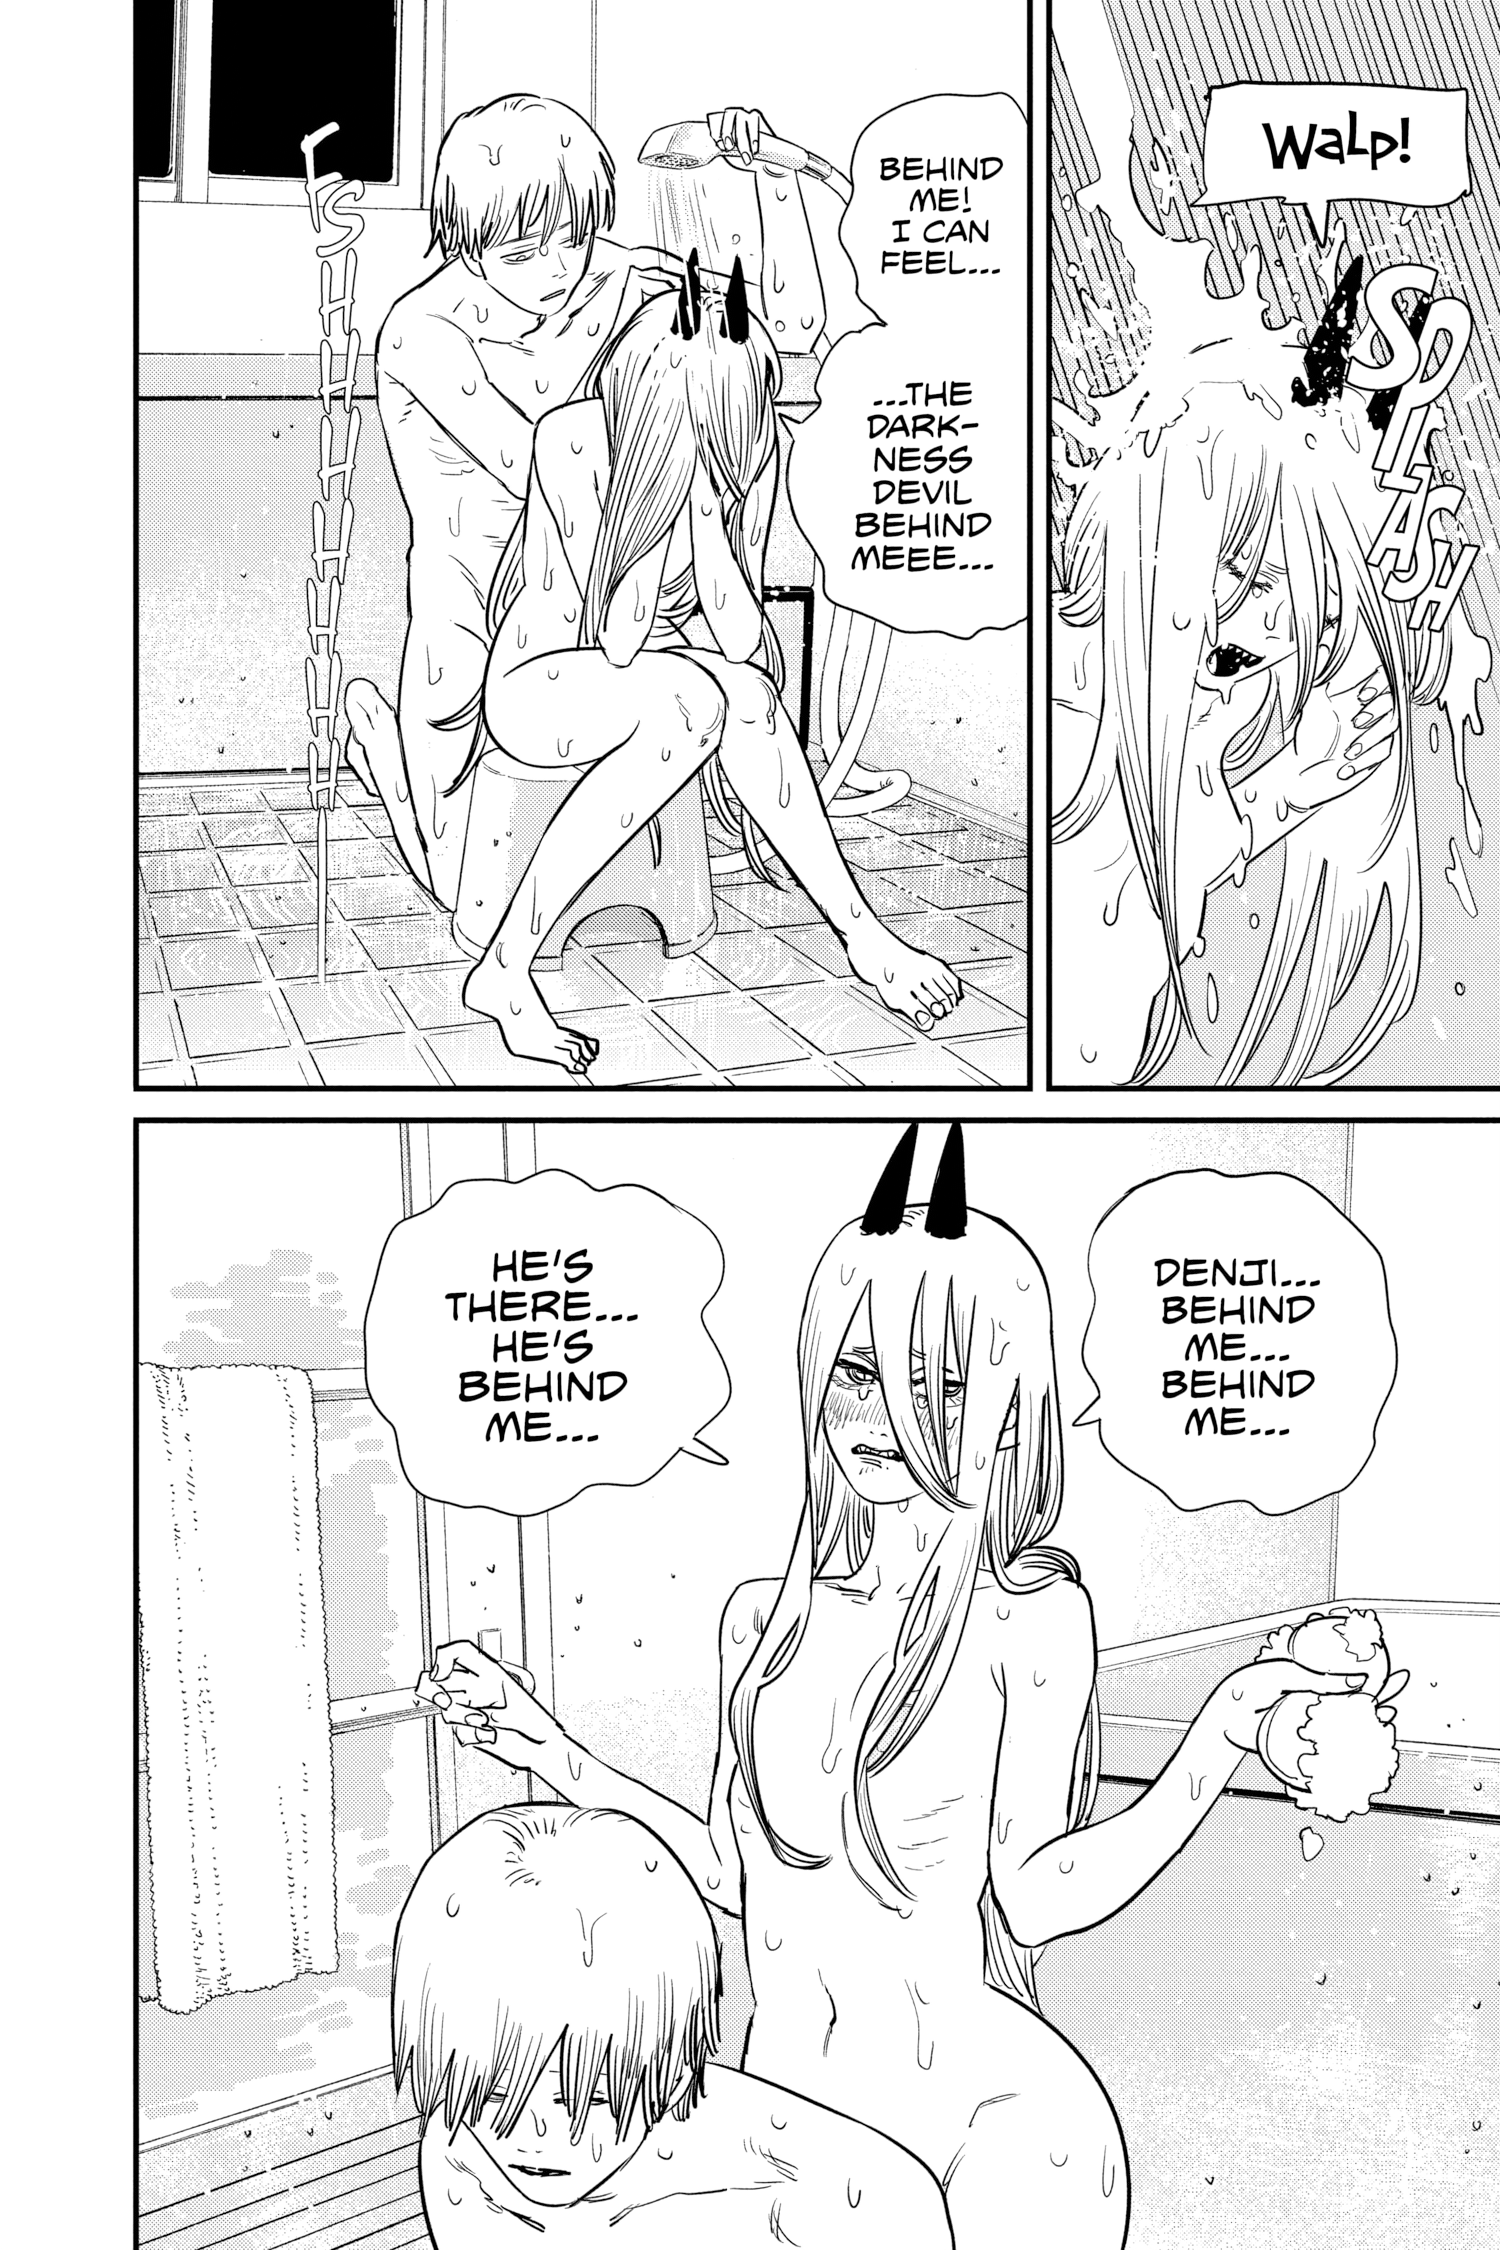 WALP!
SPLASH
BEHIND
ME!
I CAN
FEEL...
...THE
DARK-
NESS
DEVIL
BEHIND
MEEE...
FSHHHHHHHH
DENJI...
BEHIND
ME...
BEHIND
ME...
HE'S
THERE...
HE'S
BEHIND
ME...